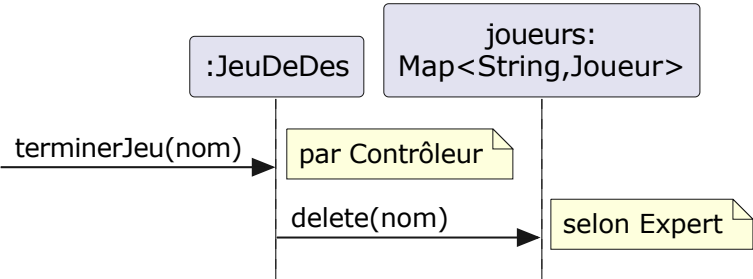 :JeuDeDes
joueurs:
Map<String,Joueur>
terminerJeu(nom)
par Contrôleur
delete(nom)
selon Expert